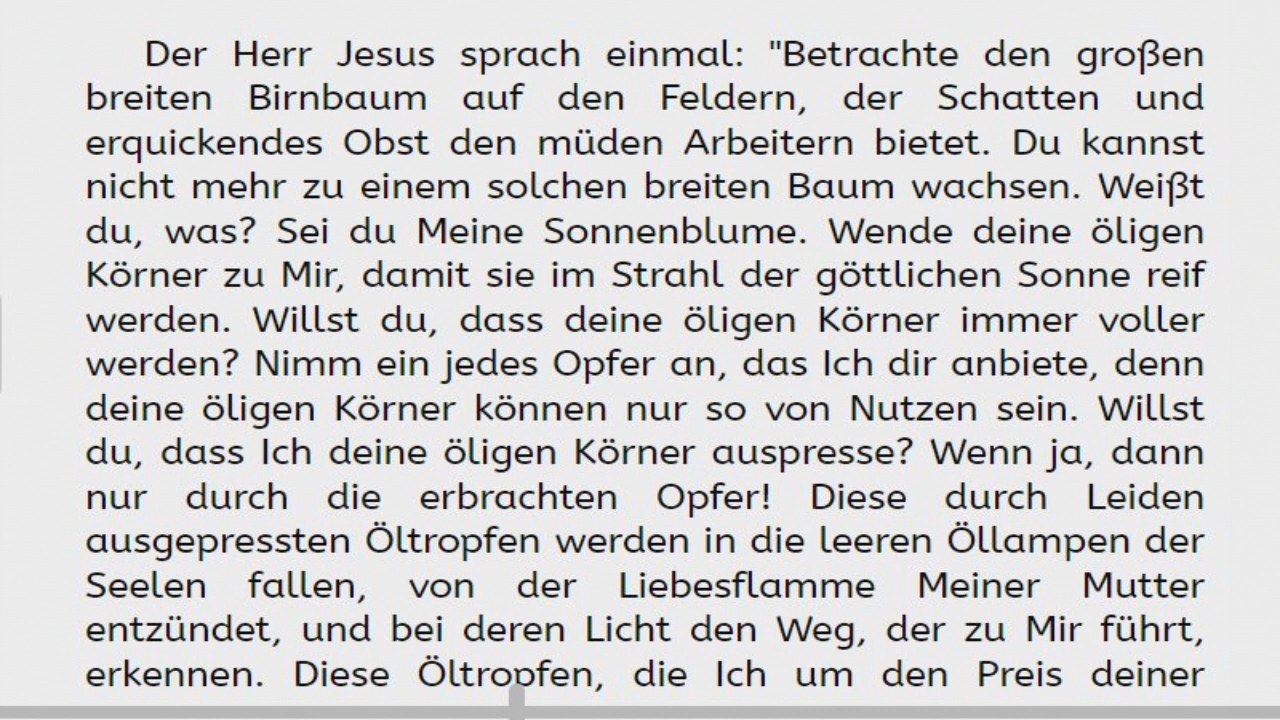 Der Herr Jesus sprach einmal: "Betrachte den großen
breiten Birnbaum auf den Feldern, der Schatten und
erquickendes Obst den müden Arbeitern bietet. Du kannst
nicht mehr zu einem solchen breiten Baum wachsen. Weißt
du, was? Sei du Meine Sonnenblume. Wende deine öligen
Körner zu Mir, damit sie im Strahl der göttlichen Sonne reif
werden. Willst du, dass deine öligen Körner immer voller
werden? Nimm ein jedes Opfer an, das Ich dir anbiete, denn
deine öligen Körner können nur so von Nutzen sein. Willst
du, dass Ich deine öligen Körner auspresse? Wenn ja, dann
nur durch die erbrachten Opfer! Diese durch Leiden
ausgepressten Öltropfen werden in die leeren Öllampen der
Seelen fallen, von der Liebesflamme Meiner Mutter
entzündet, und bei deren Licht den Weg, der zu Mir führt,
erkennen. Diese Öltropfen, die Ich um den Preis deiner